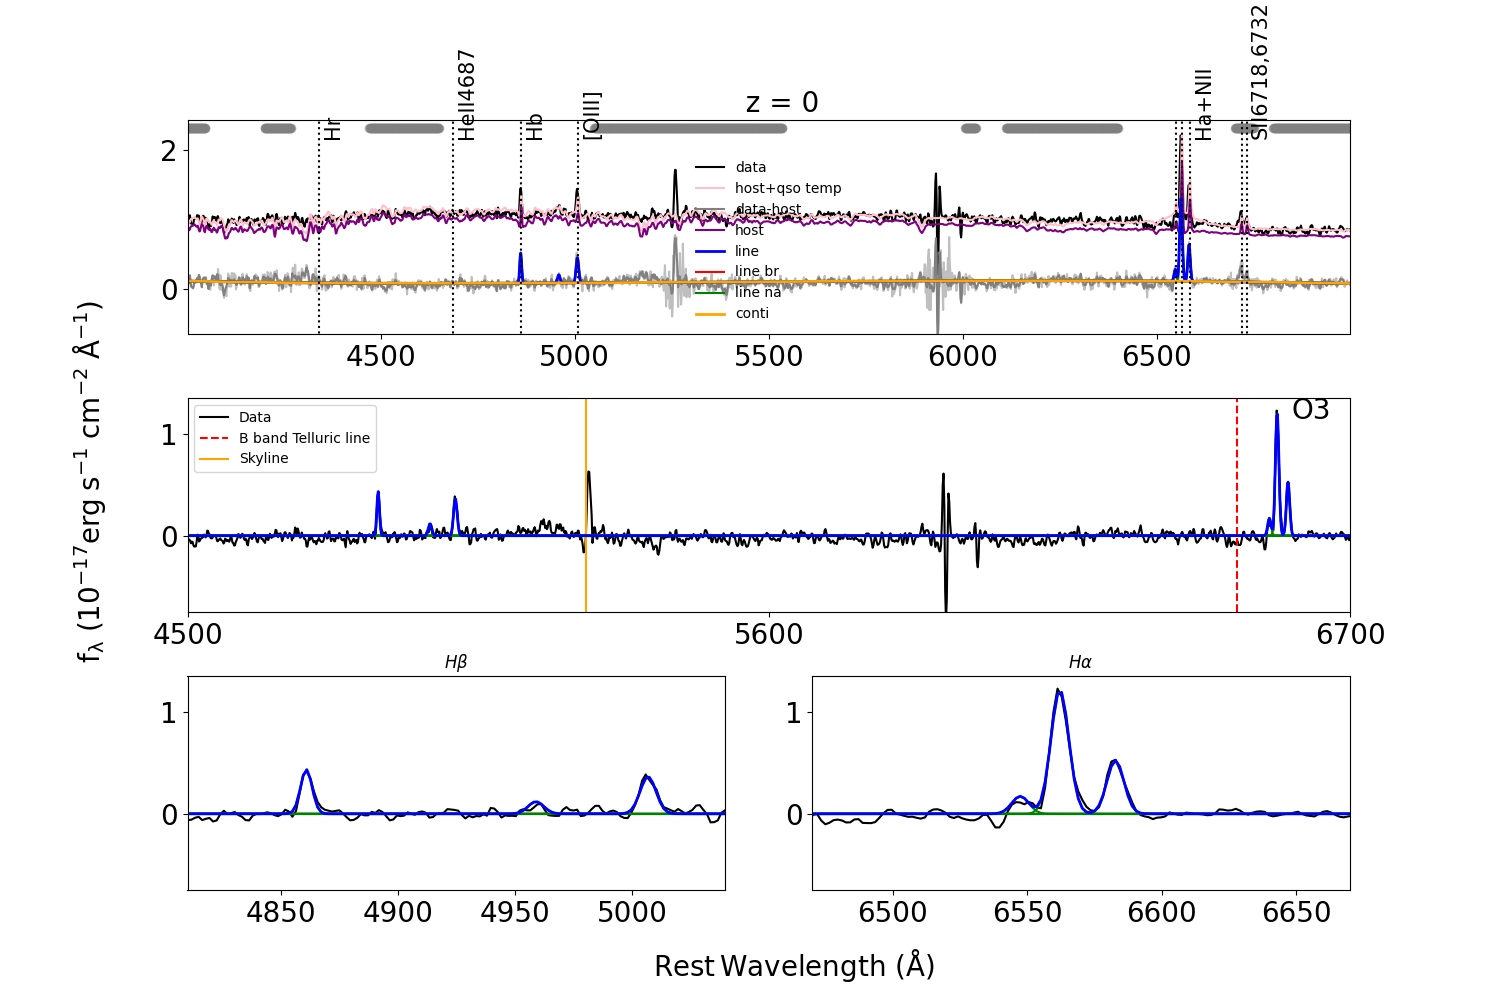 z = 0
Hr
HeII4687
Hb
[OIII]
Ha+NII
SII6718,6732
2
0
data
host+qso temp
data-host
host
line
line br
line na
conti
4500 5000 5500 6000 6500
1
0
Data
B band Telluric line
Skyline
O3
4500 5600 6700
fλ (10−17erg s−1 cm−2 Å−1)
Hβ
1
0
4850 4900 4950 5000
Hα
1
0
6500 6550 6600 6650
Rest Wavelength (Å)